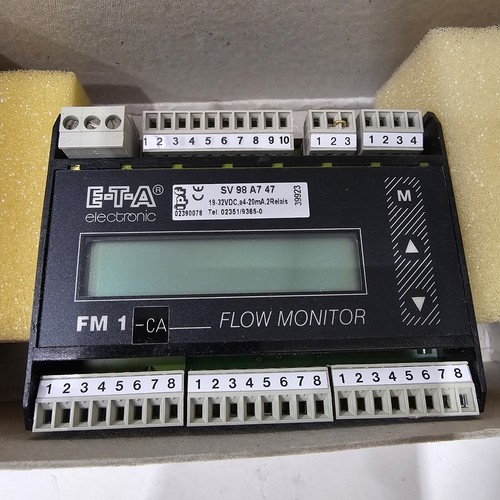 1 2 3 4 5 6 7 8 9 10
1 2 3
1 2 3 4
E-T-A®
electronic
ipf
CE
02390078
SV 98 A7 47
19-32VDC,a4-20mA,2Relais
Tel. 02351/9365-0
39923
M
FM 1 -CA
FLOW MONITOR
1 2 3 4 5 6 7 8
1 2 3 4 5 6 7 8
1 2 3 4 5 6 7 8